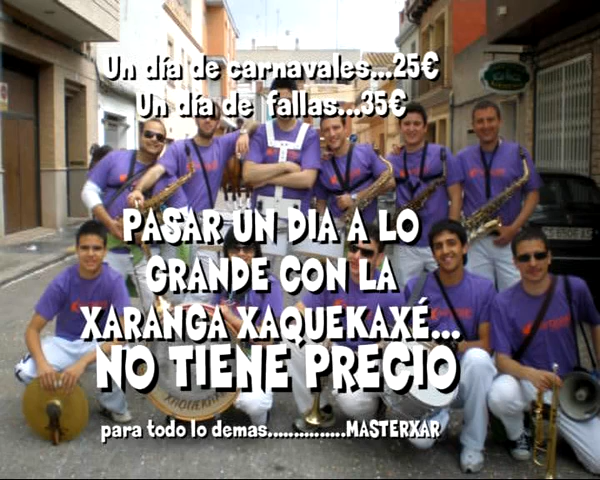 Un día de carnavales...25€
Un día de fallas...35€
PASAR UN DIA A LO
GRANDE CON LA
XARANGA XAQUEKAXÉ...
NO TIENE PRECIO
para todo lo demas...............MASTERXAR